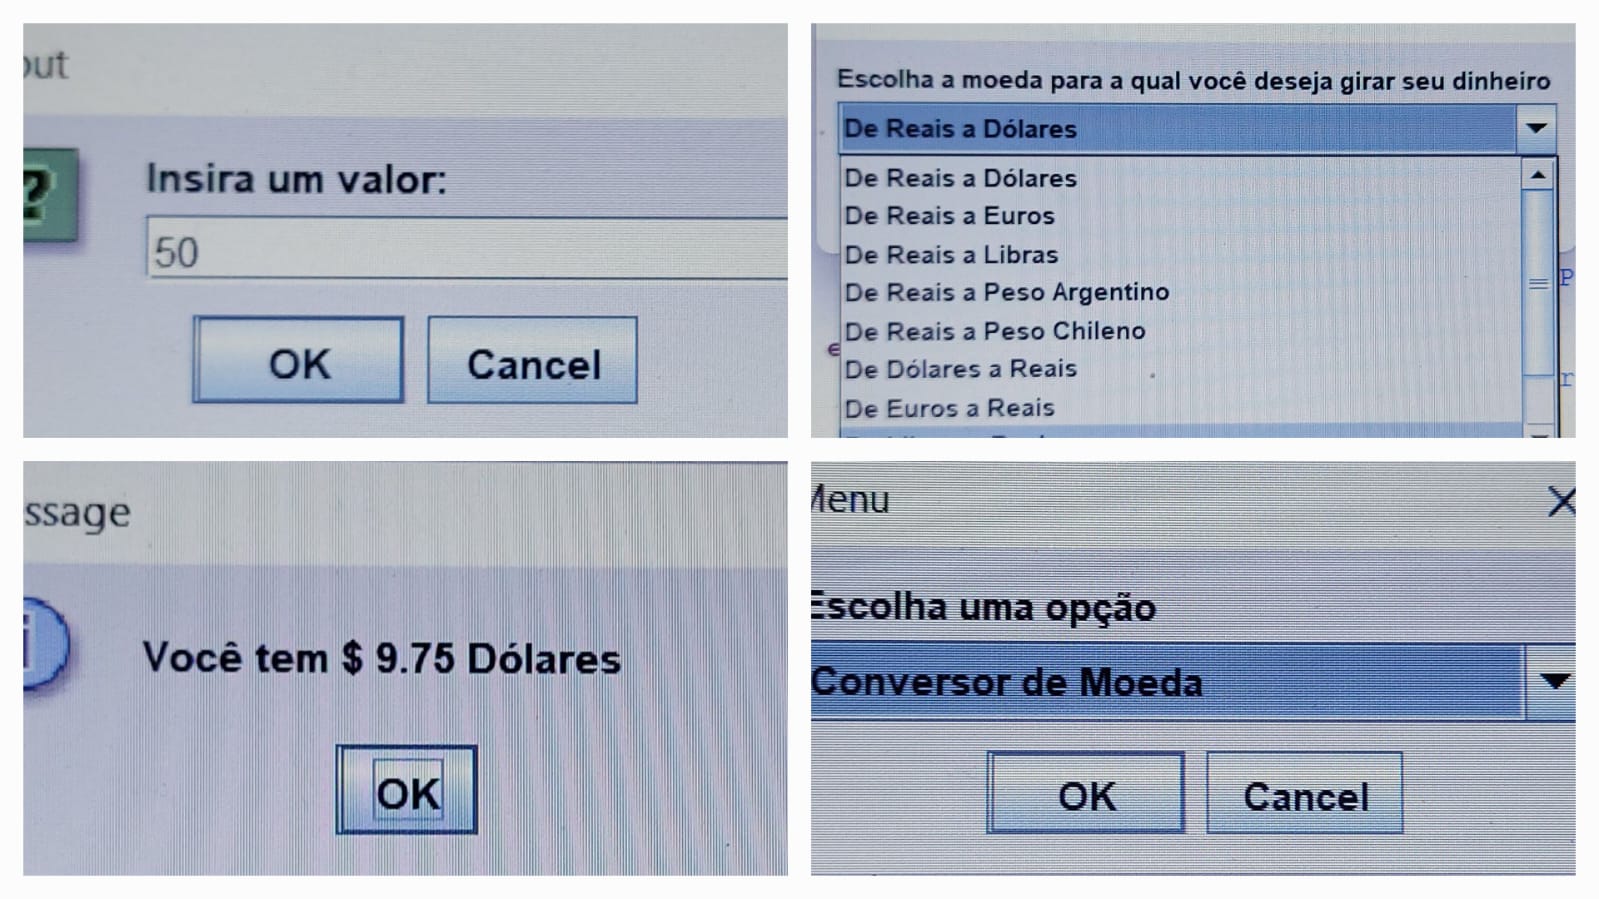 out
Insira um valor:
50
OK Cancel
Escolha a moeda para a qual você deseja girar seu dinheiro
De Reais a Dólares
De Reais a Dólares
De Reais a Euros
De Reais a Libras
De Reais a Peso Argentino
De Reais a Peso Chileno
De Dólares a Reais
De Euros a Reais
P
e
r
ssage
Você tem $ 9.75 Dólares
OK
Menu
Escolha uma opção
Conversor de Moeda
OK Cancel